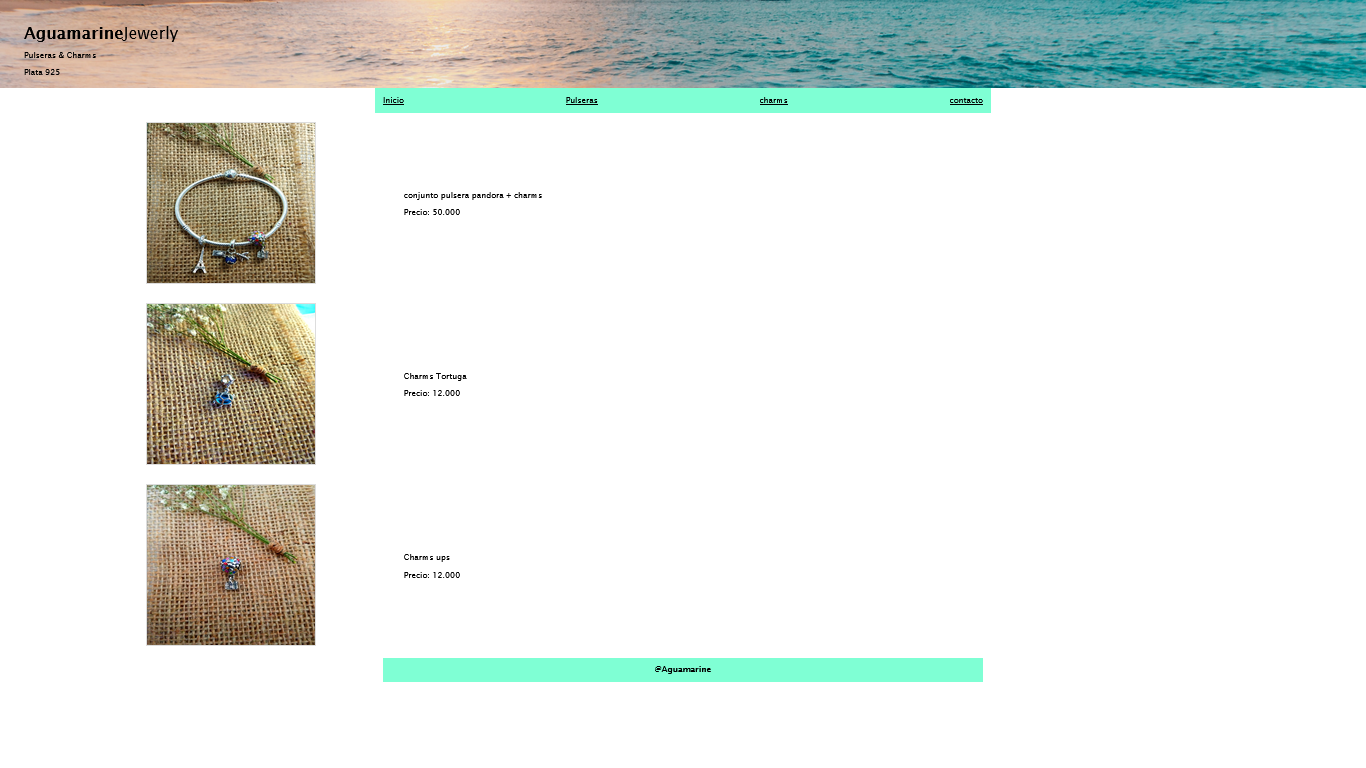 AguamarineJewerly
Pulseras & Charms
Plata 925
Inicio Pulseras charms contacto
conjunto pulsera pandora + charms
Precio: 50.000
Charms Tortuga
Precio: 12.000
Charms ups
Precio: 12.000
@Aguamarine